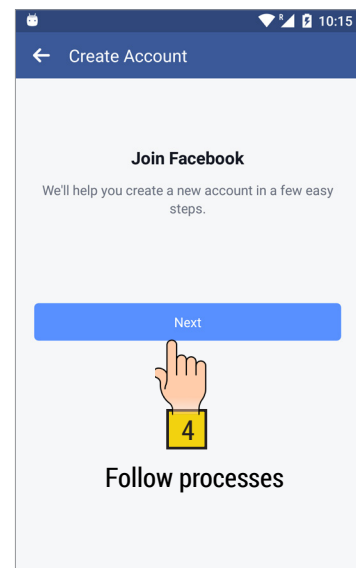 R 10:15
Create Account
Join Facebook
We'll help you create a new account in a few easy
steps.
Next
4
Follow processes